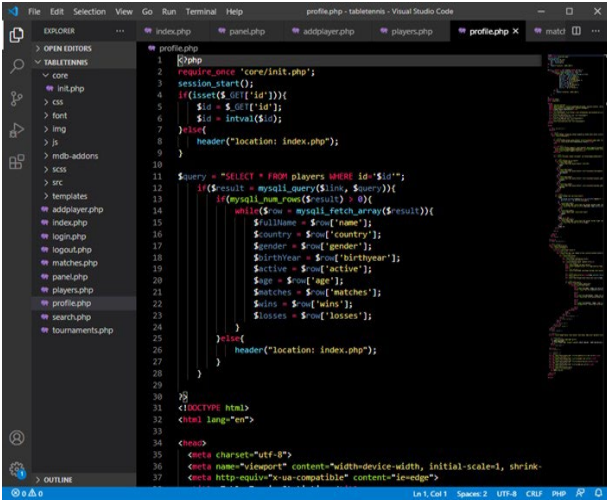 File Edit Selection View Go Run Terminal Help profile.php - tabletennis - Visual Studio Code
EXPLORER
index.php panel.php addplayer.php players.php profile.php
OPEN EDITORS
TABLETENNIS
core
init.php
css
font
img
js
mdb-addons
scss
src
templates
addplayer.php
index.php
login.php
logout.php
matches.php
panel.php
players.php
profile.php
search.php
tournaments.php
OUTLINE
profile.php
1 <?php
2 require_once 'core/init.php';
3 session_start();
4 if(isset($_GET['id'])){
5 $id = $_GET['id'];
6 $id = intval($id);
7 }else{
8 header("location: index.php");
9 }
10
11 $query = "SELECT * FROM players WHERE id='$id'";
12 if($result = mysqli_query($link, $query)){
13 if(mysqli_num_rows($result) > 0){
14 while($row = mysqli_fetch_array($result)){
15 $fullName = $row['name'];
16 $country = $row['country'];
17 $gender = $row['gender'];
18 $birthYear = $row['birthyear'];
19 $active = $row['active'];
20 $age = $row['age'];
21 $matches = $row['matches'];
22 $wins = $row['wins'];
23 $losses = $row['losses'];
24 }
25 }else{
26 header("location: index.php");
27 }
28 }
29
30 ?>
31 <!DOCTYPE html>
32 <html lang="en">
33
34 <head>
35 <meta charset="utf-8">
36 <meta name="viewport" content="width=device-width, initial-scale=1, shrink-
37 <meta http-equiv="x-ua-compatible" content="ie=edge">
0 0 Ln 1, Col 1 Spaces: 2 UTF-8 CRLF PHP